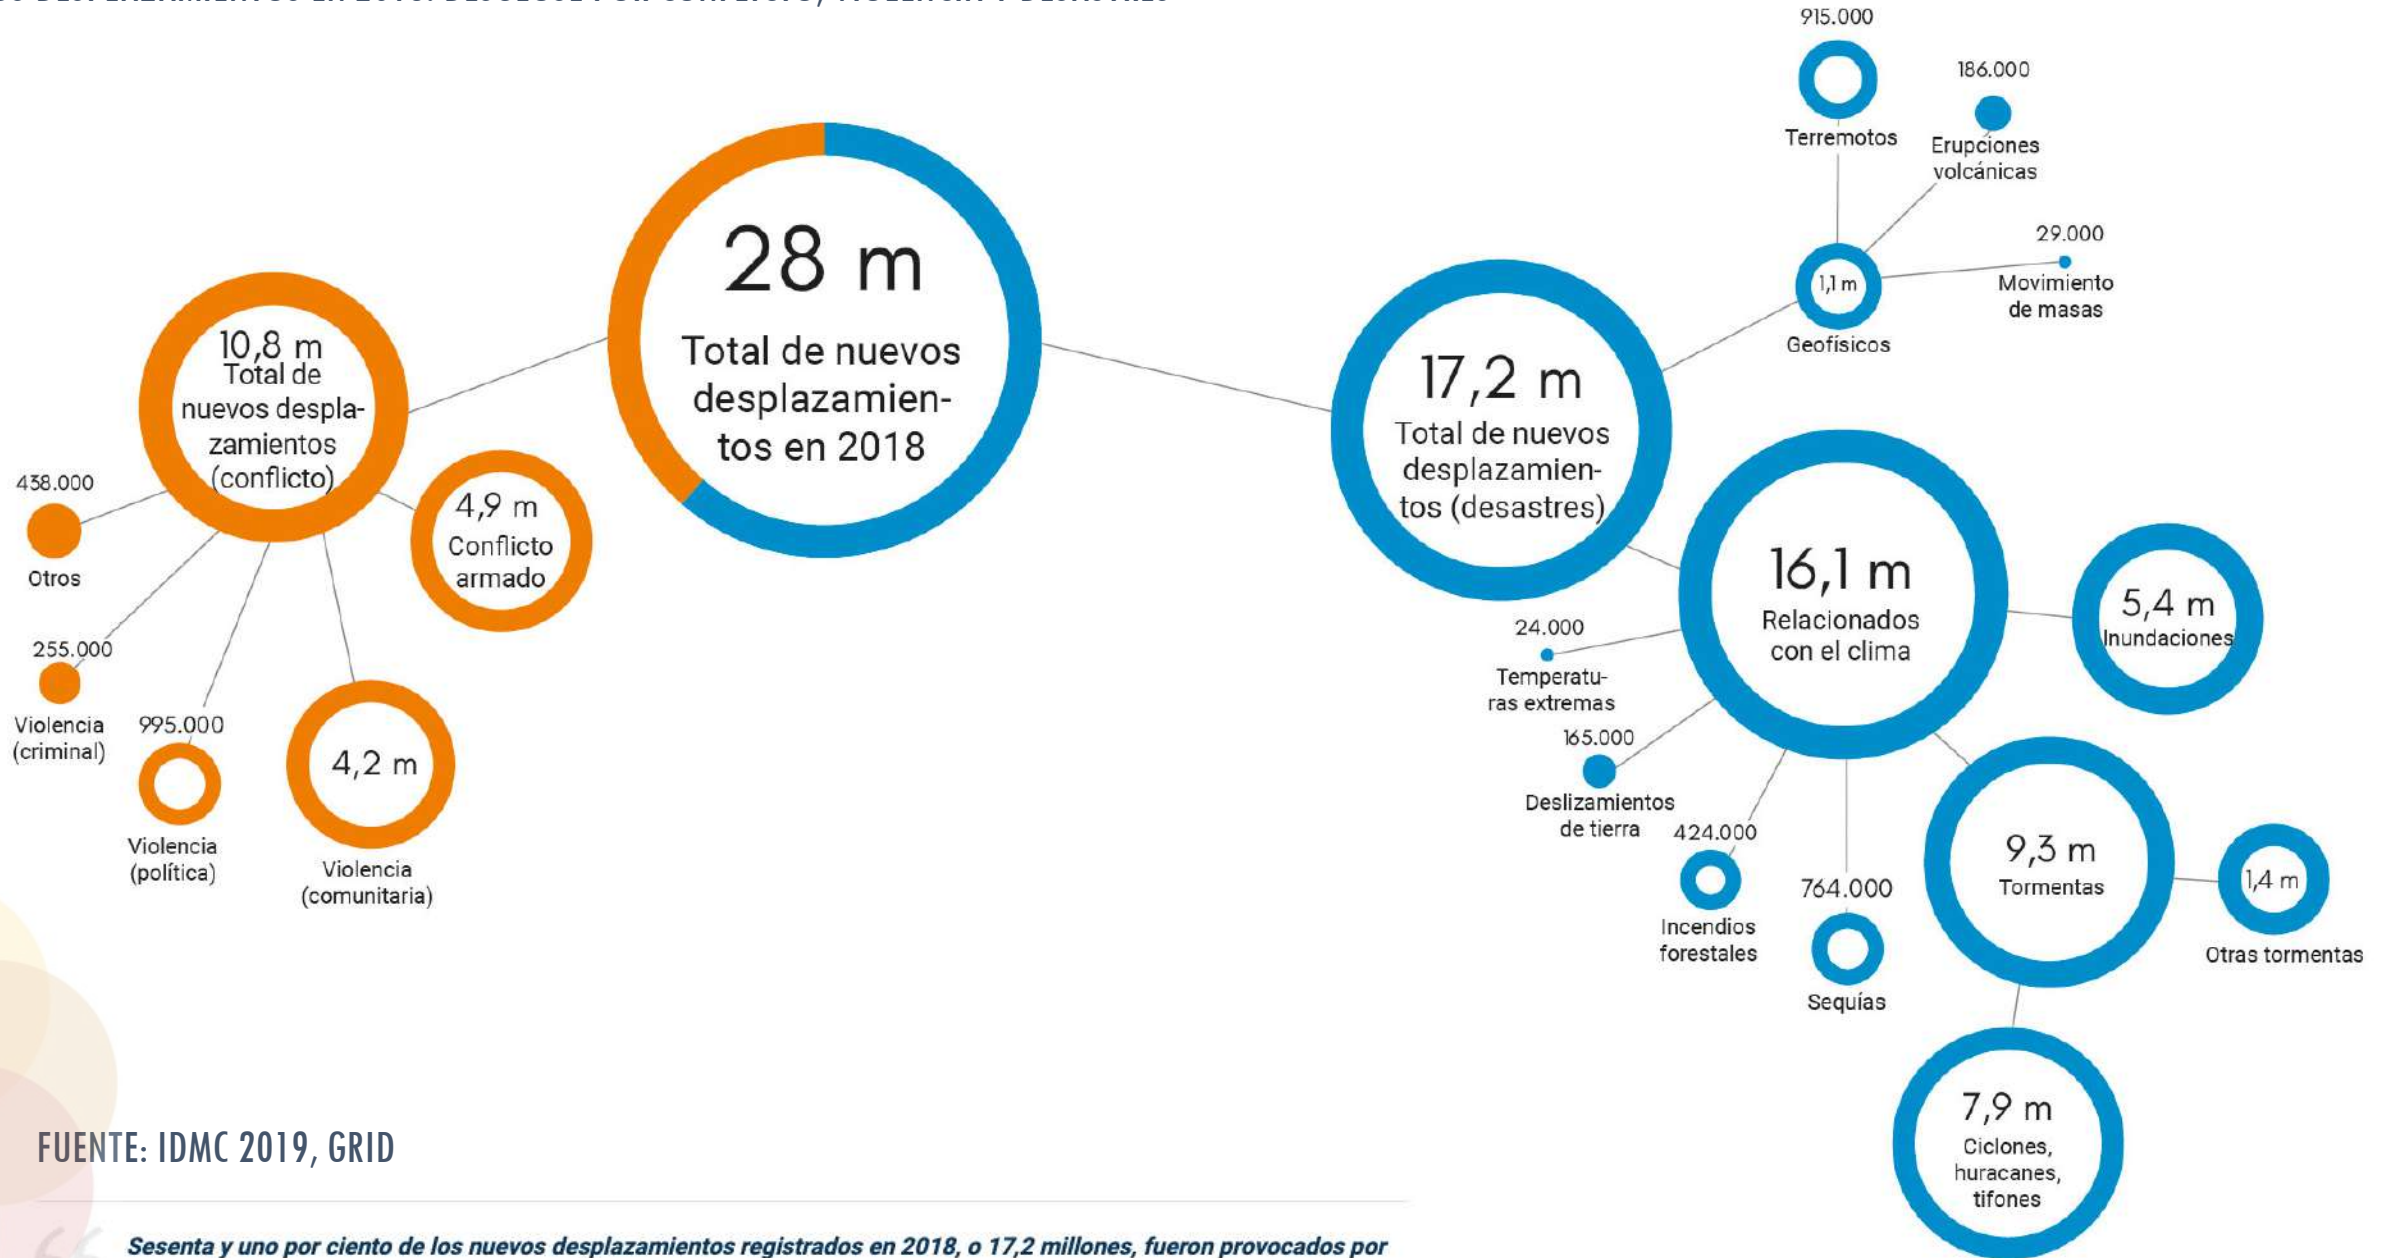 915.000
Terremotos
186.000
Erupciones
volcánicas
29.000
Movimiento
de masas
1,1 m
Geofísicos
28 m
Total de nuevos
desplazamien-
tos en 2018
10,8 m
Total de
nuevos despla-
zamientos
(conflicto)
438.000
Otros
255.000
Violencia
(criminal)
995.000
Violencia
(política)
4,2 m
Violencia
(comunitaria)
4,9 m
Conflicto
armado
17,2 m
Total de nuevos
desplazamien-
tos (desastres)
16,1 m
Relacionados
con el clima
24.000
Temperatu-
ras extremas
165.000
Deslizamientos
de tierra
424.000
Incendios
forestales
764.000
Sequías
5,4 m
Inundaciones
9,3 m
Tormentas
1,4 m
Otras tormentas
7,9 m
Ciclones,
huracanes,
tifones
FUENTE: IDMC 2019, GRID
Sesenta y uno por ciento de los nuevos desplazamientos registrados en 2018, o 17,2 millones, fueron provocados por